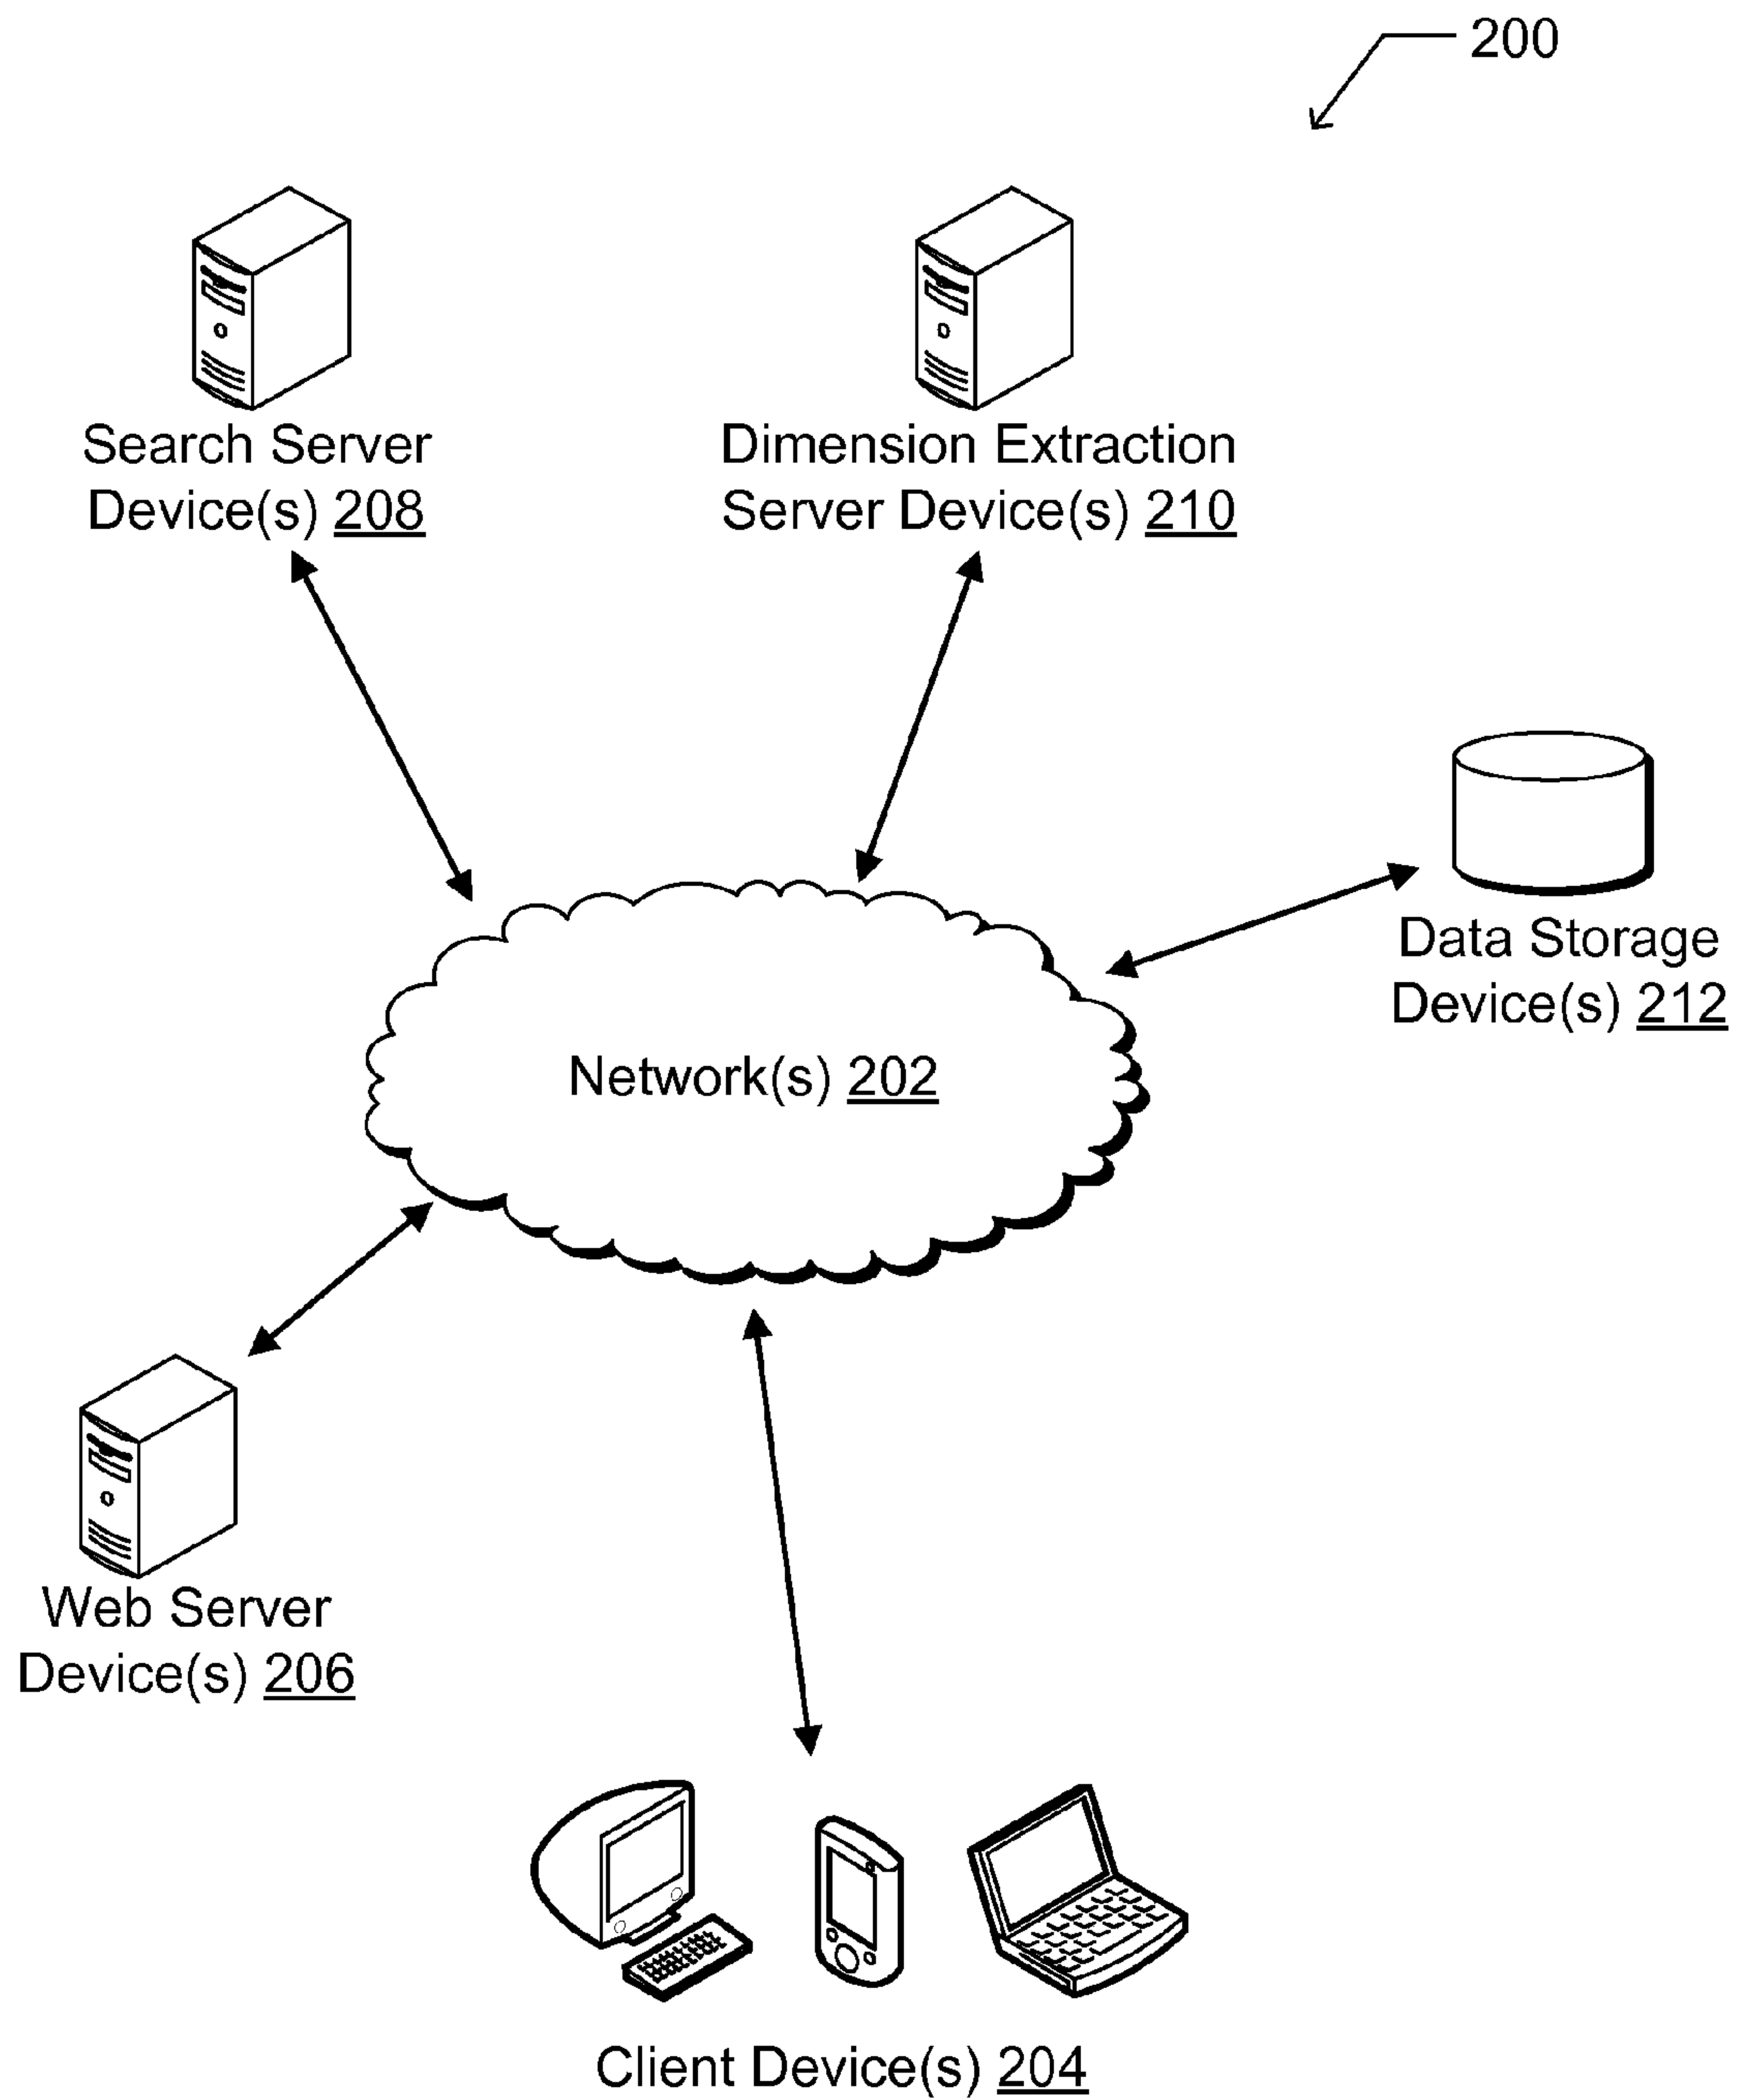 200
Search Server
Device(s) 208
Dimension Extraction
Server Device(s) 210
Data Storage
Device(s) 212
Network(s) 202
Web Server
Device(s) 206
Client Device(s) 204